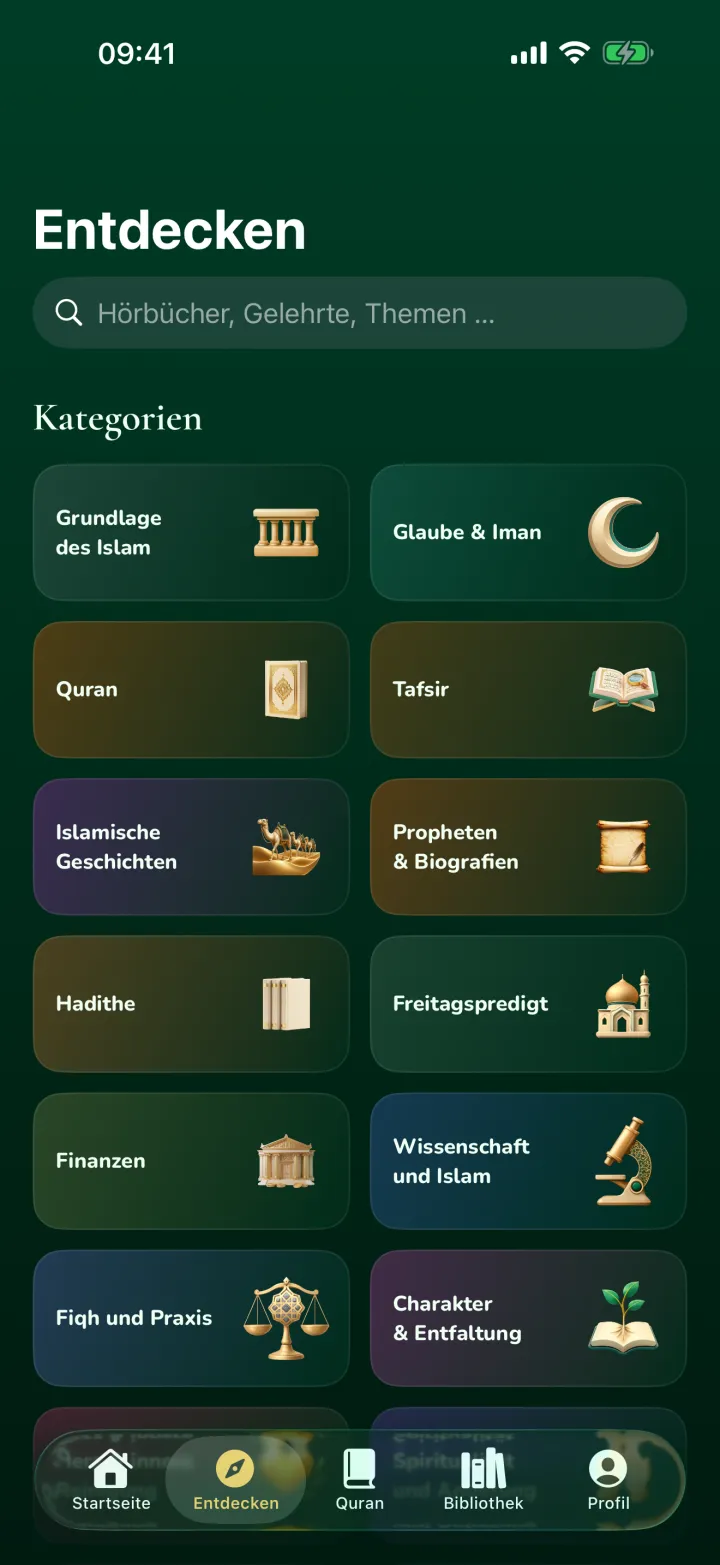 09:41
Entdecken
Hörbücher, Gelehrte, Themen ...
Kategorien
Grundlage
des Islam
Glaube & Iman
Quran
Tafsir
Islamische
Geschichten
Propheten
& Biografien
Hadithe
Freitagspredigt
Finanzen
Wissenschaft
und Islam
Fiqh und Praxis
Charakter
& Entfaltung
Startseite
Entdecken
Quran
Bibliothek
Profil